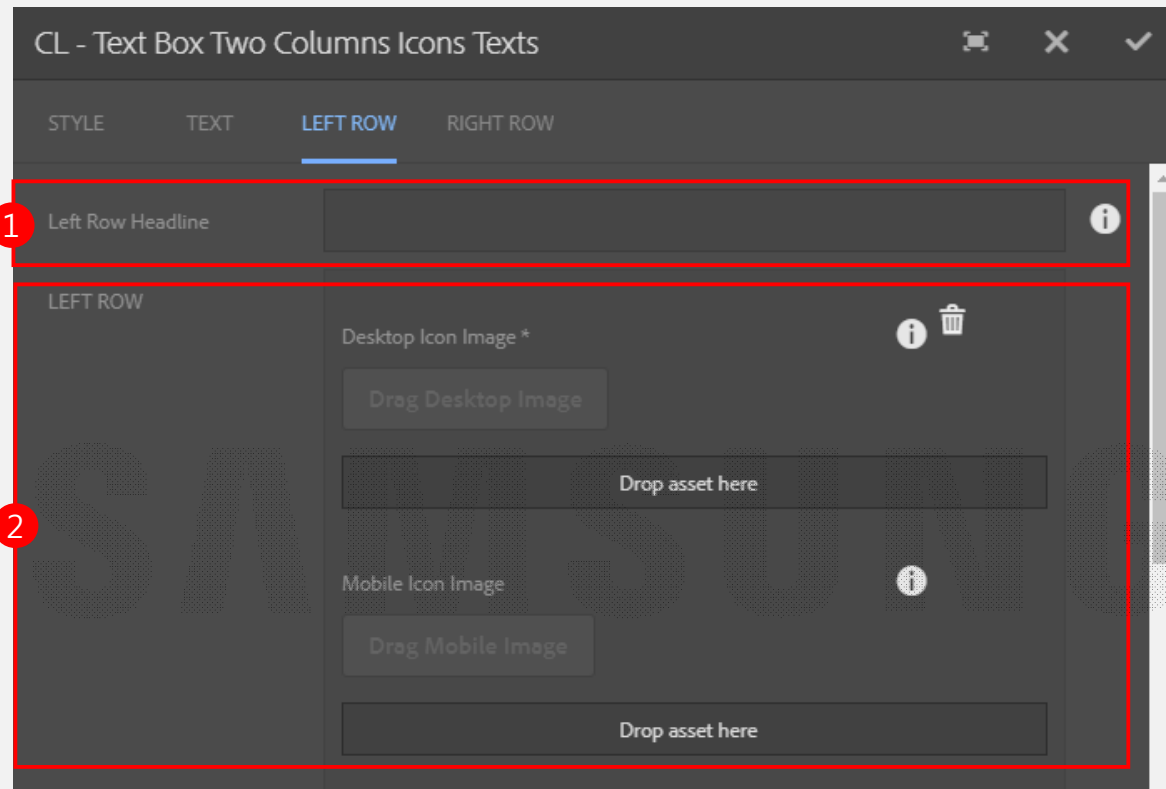 CL - Text Box Two Columns Icons Texts
STYLE TEXT LEFT ROW RIGHT ROW
1 Left Row Headline
LEFT ROW
Desktop Icon Image *
Drag Desktop Image
Drop asset here
2
SAMSUNG
Mobile Icon Image
Drag Mobile Image
Drop asset here